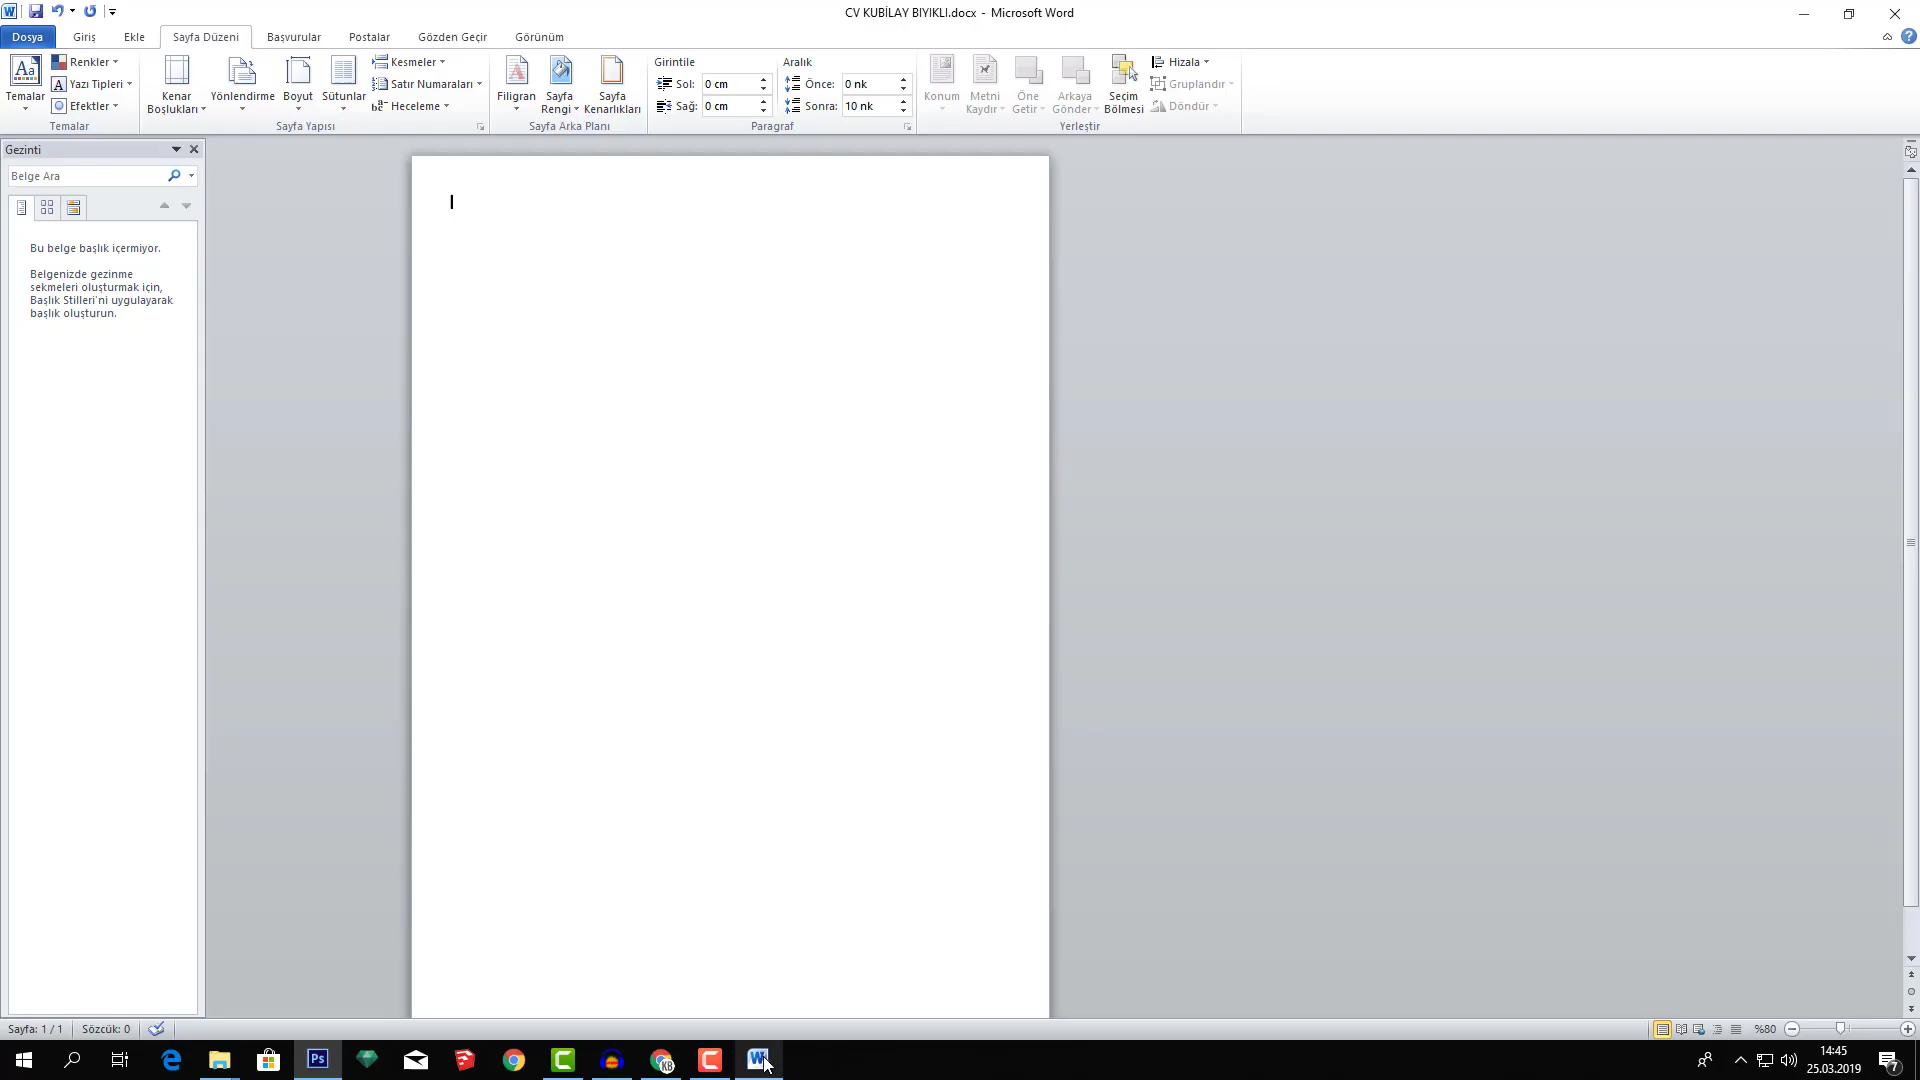 CV KUBİLAY BIYIKLI.docx - Microsoft Word
Dosya Giriş Ekle Sayfa Düzeni Başvurular Postalar Gözden Geçir Görünüm
Temalar
Renkler
Yazı Tipleri
Efektler
Temalar
Kenar Boşlukları
Yönlendirme
Boyut
Sütunlar
Kesmeler
Satır Numaraları
Heceleme
Sayfa Yapısı
Filigran
Sayfa Rengi
Sayfa Kenarlıkları
Sayfa Arka Planı
Girintile
Sol: 0 cm
Sağ: 0 cm
Aralık
Önce: 0 nk
Sonra: 10 nk
Paragraf
Konum
Metni Kaydır
Öne Getir
Arkaya Gönder
Seçim Bölmesi
Hizala
Gruplandır
Döndür
Yerleştir
Gezinti
Belge Ara
Bu belge başlık içermiyor.
Belgenizde gezinme
sekmeleri oluşturmak için,
Başlık Stilleri'ni uygulayarak
başlık oluşturun.
Sayfa: 1 / 1 Sözcük: 0
%80
Ps
KB
14:45
25.03.2019
7